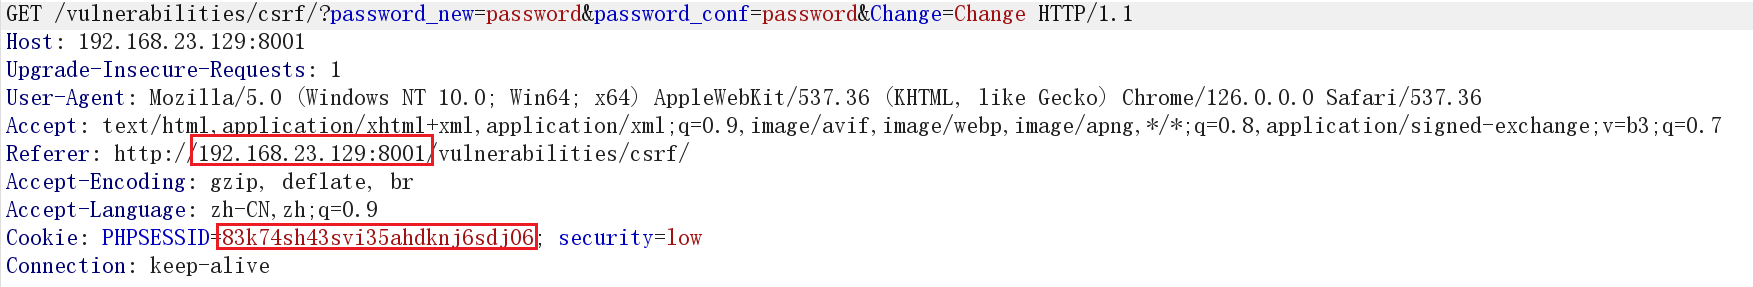 GET /vulnerabilities/csrf/?password_new=password&password_conf=password&Change=Change HTTP/1.1
Host: 192.168.23.129:8001
Upgrade-Insecure-Requests: 1
User-Agent: Mozilla/5.0 (Windows NT 10.0; Win64; x64) AppleWebKit/537.36 (KHTML, like Gecko) Chrome/126.0.0.0 Safari/537.36
Accept: text/html,application/xhtml+xml,application/xml;q=0.9,image/avif,image/webp,image/apng,*/*;q=0.8,application/signed-exchange;v=b3;q=0.7
Referer: http://192.168.23.129:8001/vulnerabilities/csrf/
Accept-Encoding: gzip, deflate, br
Accept-Language: zh-CN,zh;q=0.9
Cookie: PHPSESSID=83k74sh43svi35ahdknj6sdj06; security=low
Connection: keep-alive